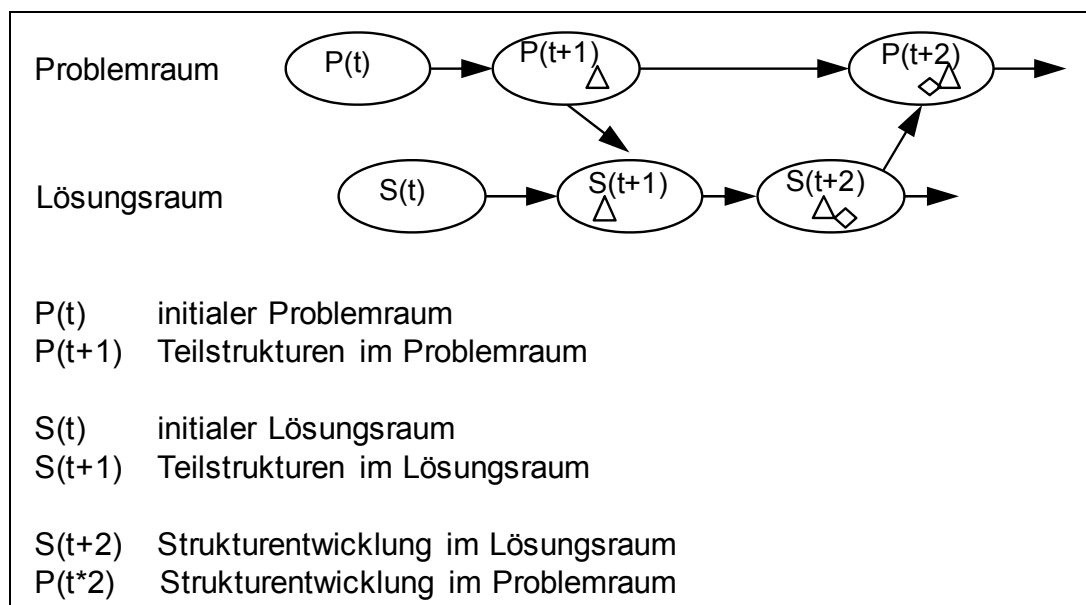 Problemraum P(t) P(t+1) P(t+2)
Lösungsraum S(t) S(t+1) S(t+2)
P(t) initialer Problemraum
P(t+1) Teilstrukturen im Problemraum
S(t) initialer Lösungsraum
S(t+1) Teilstrukturen im Lösungsraum
S(t+2) Strukturentwicklung im Lösungsraum
P(t*2) Strukturentwicklung im Problemraum